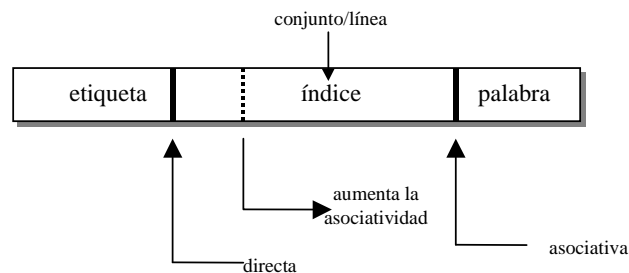 conjunto/línea
etiqueta índice palabra
aumenta la
asociatividad
asociativa
directa